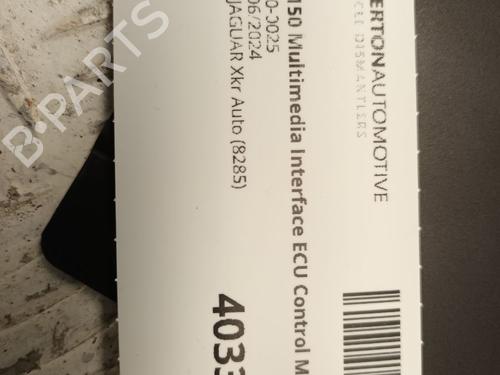 ERTONAUTOMOTIVE
CLE DISMANTLERS
150 Multimedia Interface ECU Control M
0-0025
06/2024
JAGUAR Xkr Auto (8285)
4033
B-PARTS